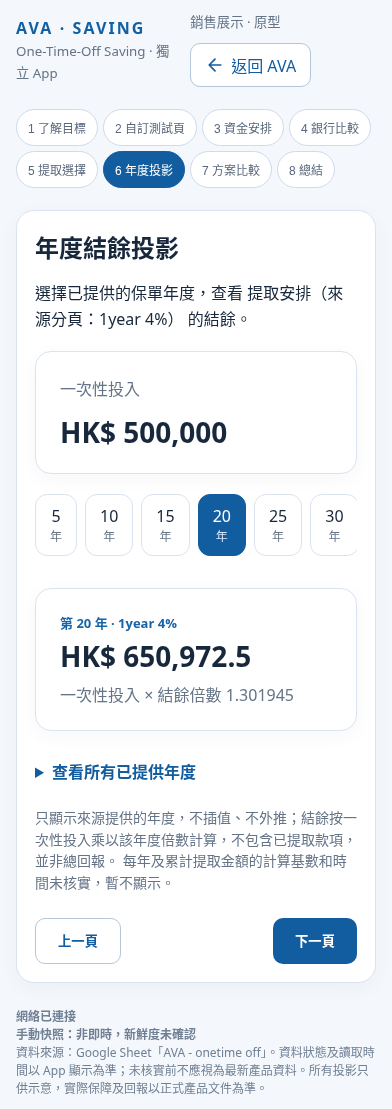 AVA · SAVING
One-Time-Off Saving · 獨
立 App
銷售展示 · 原型
← 返回 AVA
1 了解目標
2 自訂測試頁
3 資金安排
4 銀行比較
5 提取選擇
6 年度投影
7 方案比較
8 總結
年度結餘投影
選擇已提供的保單年度，查看 提取安排（來
源分頁：1year 4%） 的結餘。
一次性投入
HK$ 500,000
5
年
10
年
15
年
20
年
25
年
30
年
第 20 年 · 1year 4%
HK$ 650,972.5
一次性投入 × 結餘倍數 1.301945
▶ 查看所有已提供年度
只顯示來源提供的年度，不插值、不外推；結餘按一
次性投入乘以該年度倍數計算，不包含已提取款項，
並非總回報。 每年及累計提取金額的計算基數和時
間未核實，暫不顯示。
上一頁
下一頁
網絡已連接
手動快照：非即時，新鮮度未確認
資料來源：Google Sheet「AVA - onetime off」。資料狀態及讀取時
間以 App 顯示為準；未核實前不應視為最新產品資料。所有投影只
供示意，實際保障及回報以正式產品文件為準。